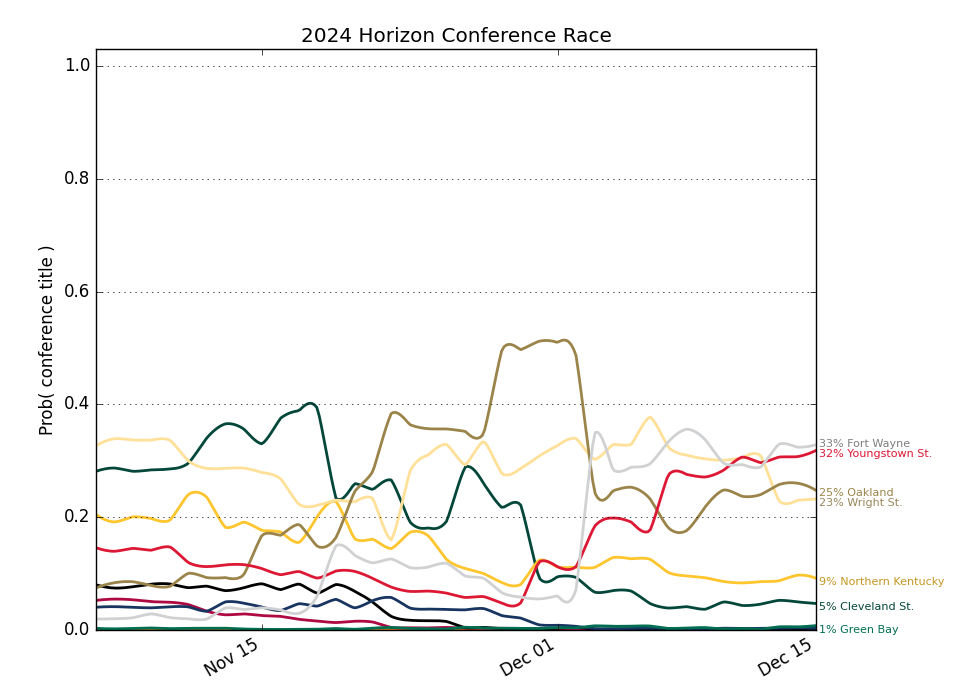 2024 Horizon Conference Race
Prob( conference title )
1.0
0.8
0.6
0.4
0.2
0.0
Nov 15
Dec 01
Dec 15
33% Fort Wayne
32% Youngstown St.
25% Oakland
23% Wright St.
9% Northern Kentucky
5% Cleveland St.
1% Green Bay